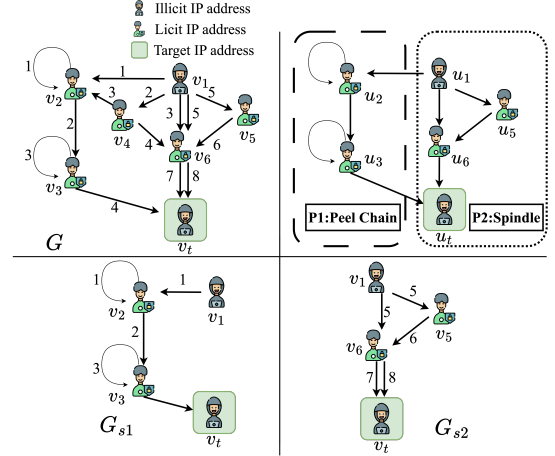 Illicit IP address
Licit IP address
Target IP address
1
1
v₁
v₂
3
2
3
5
5
v₄
v₅
2
4
v₆
6
3
7
8
v₃
4
G
vₜ
u₁
u₂
u₅
u₃
u₆
P1:Peel Chain
P2:Spindle
uₜ
1
1
v₂
v₁
2
3
v₃
Gₛ₁
vₜ
v₁
5
5
v₅
v₆
6
7
8
Gₛ₂
vₜ